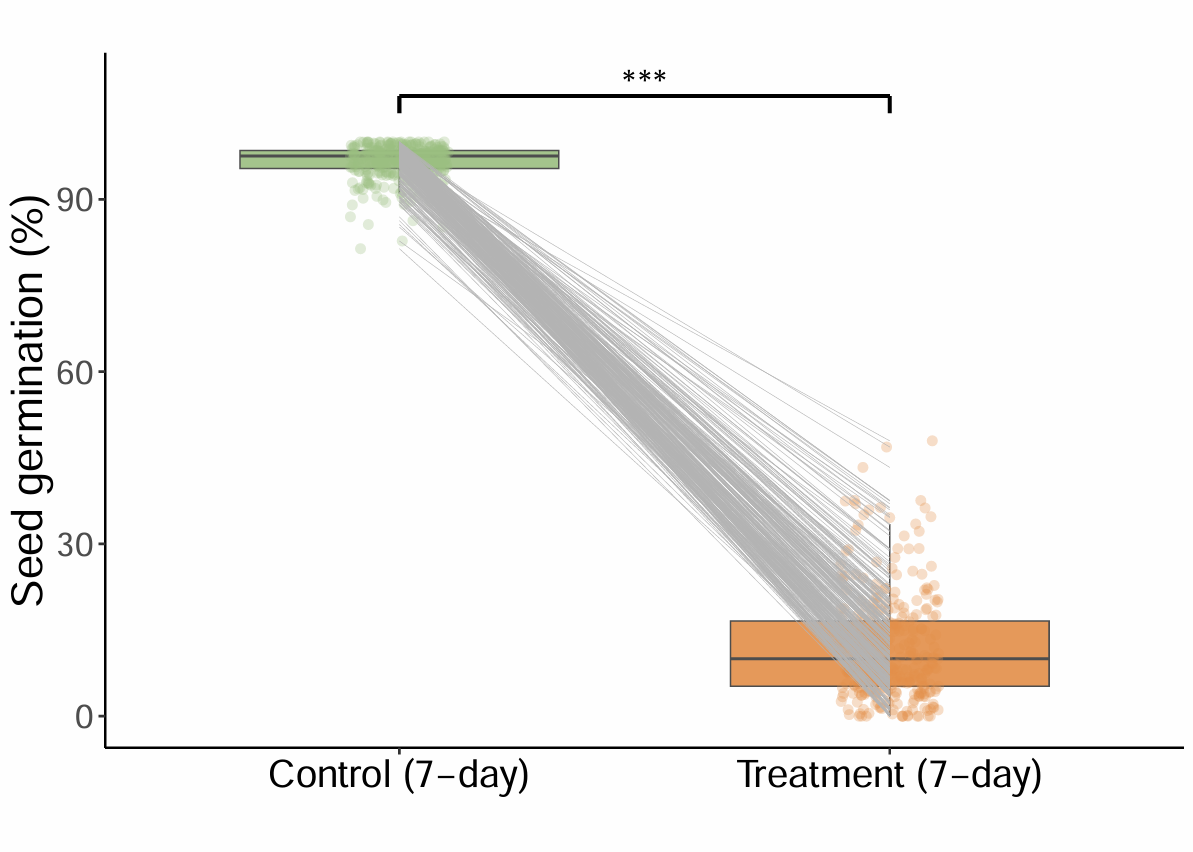 ***
Seed germination (%)
90
60
30
0
Control (7–day)
Treatment (7–day)